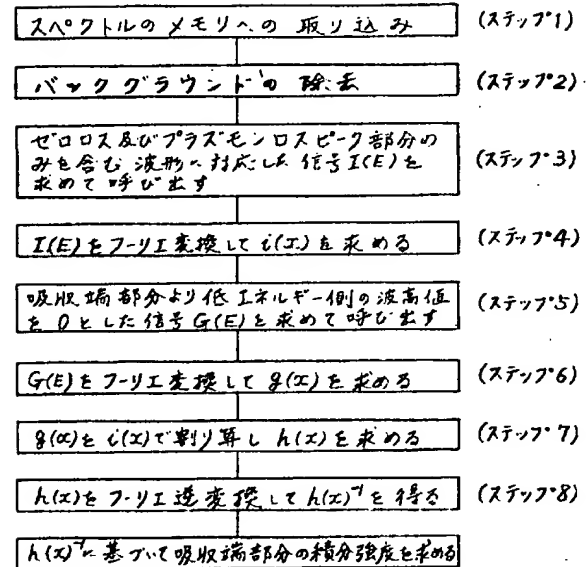 スペクトルのメモリへの取り込み (ステップ1)
バックグラウンドの除去 (ステップ2)
ゼロロス及びプラズモンロスピーク部分の
みを含む波形に対応した信号I(E)を
求めて呼び出す (ステップ3)
I(E)をフーリエ変換してi(x)を求める (ステップ4)
吸収端部分より低エネルギー側の波高値
を0とした信号G(E)を求めて呼び出す (ステップ5)
G(E)をフーリエ変換してg(x)を求める (ステップ6)
g(x)をi(x)で割り算しh(x)を求める (ステップ7)
h(x)をフーリエ逆変換してh(x)⁻¹を得る (ステップ8)
h(x)⁻¹に基づいて吸収端部分の積分強度を求める